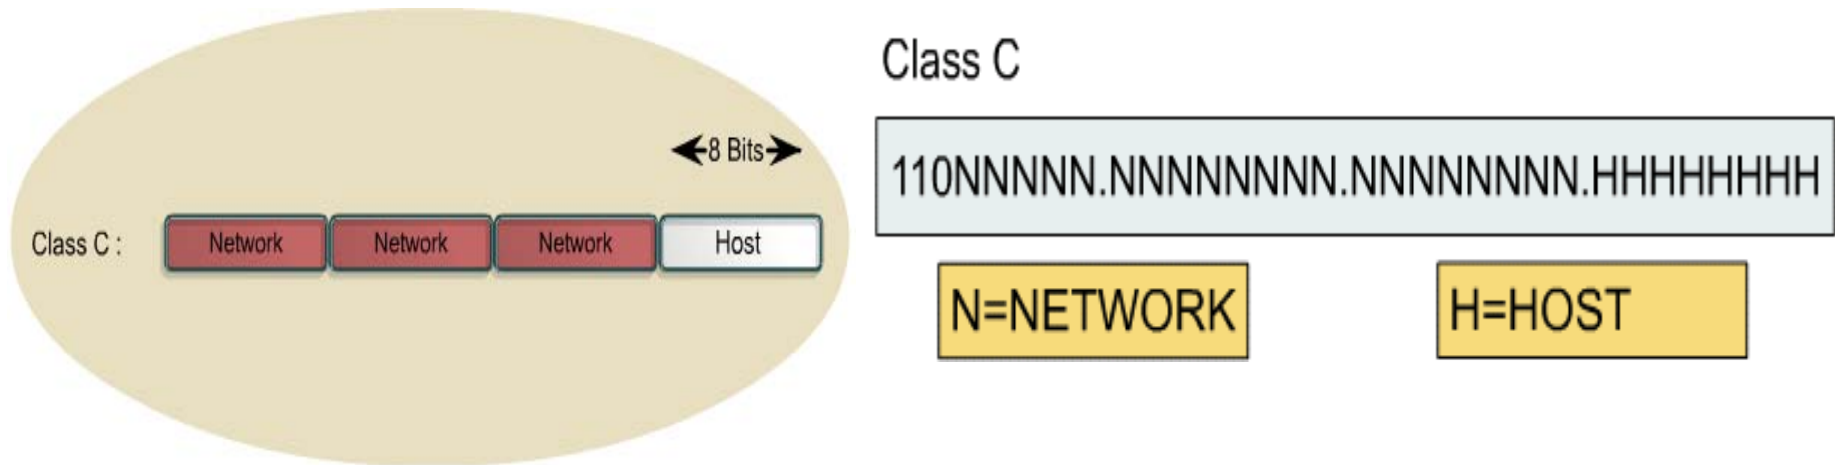 8 Bits
Class C : Network Network Network Host
Class C
110NNNNN.NNNNNNNN.NNNNNNNN.HHHHHHHH
N=NETWORK H=HOST